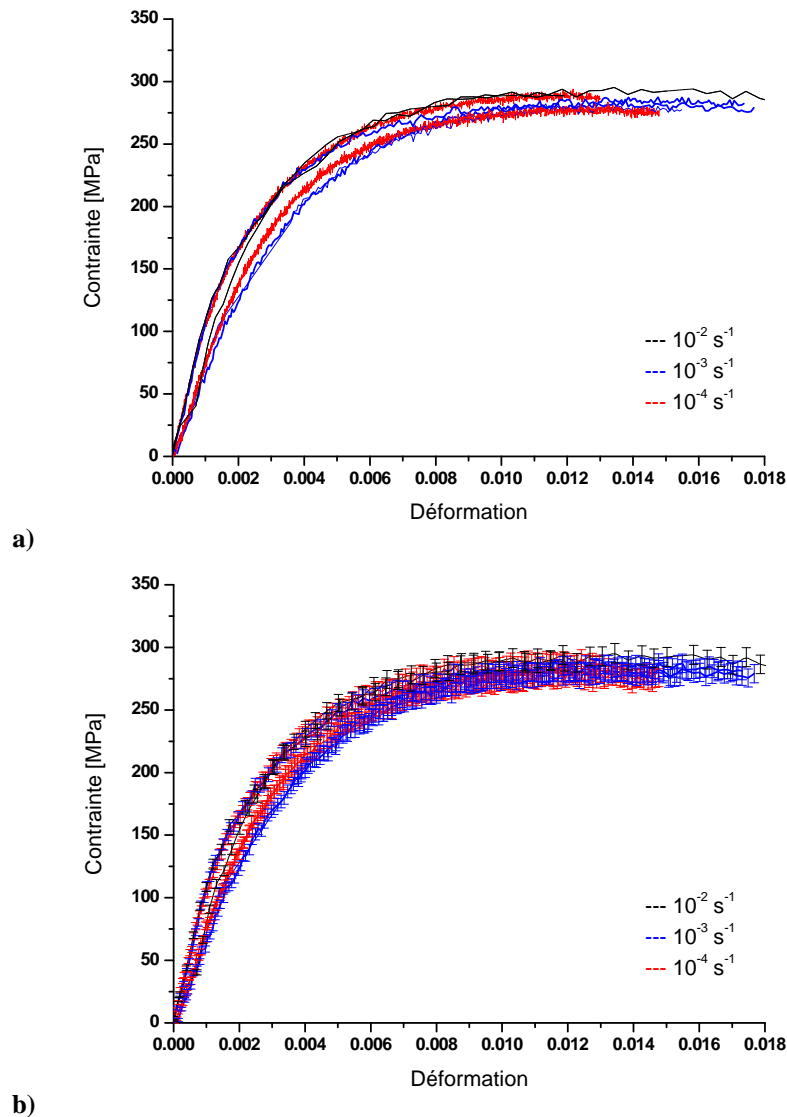 350
300
250
200
150
100
50
0
Contrainte [MPa]
10⁻² s⁻¹
10⁻³ s⁻¹
10⁻⁴ s⁻¹
0.000 0.002 0.004 0.006 0.008 0.010 0.012 0.014 0.016 0.018
Déformation
a)
350
300
250
200
150
100
50
0
Contrainte [MPa]
10⁻² s⁻¹
10⁻³ s⁻¹
10⁻⁴ s⁻¹
0.000 0.002 0.004 0.006 0.008 0.010 0.012 0.014 0.016 0.018
Déformation
b)